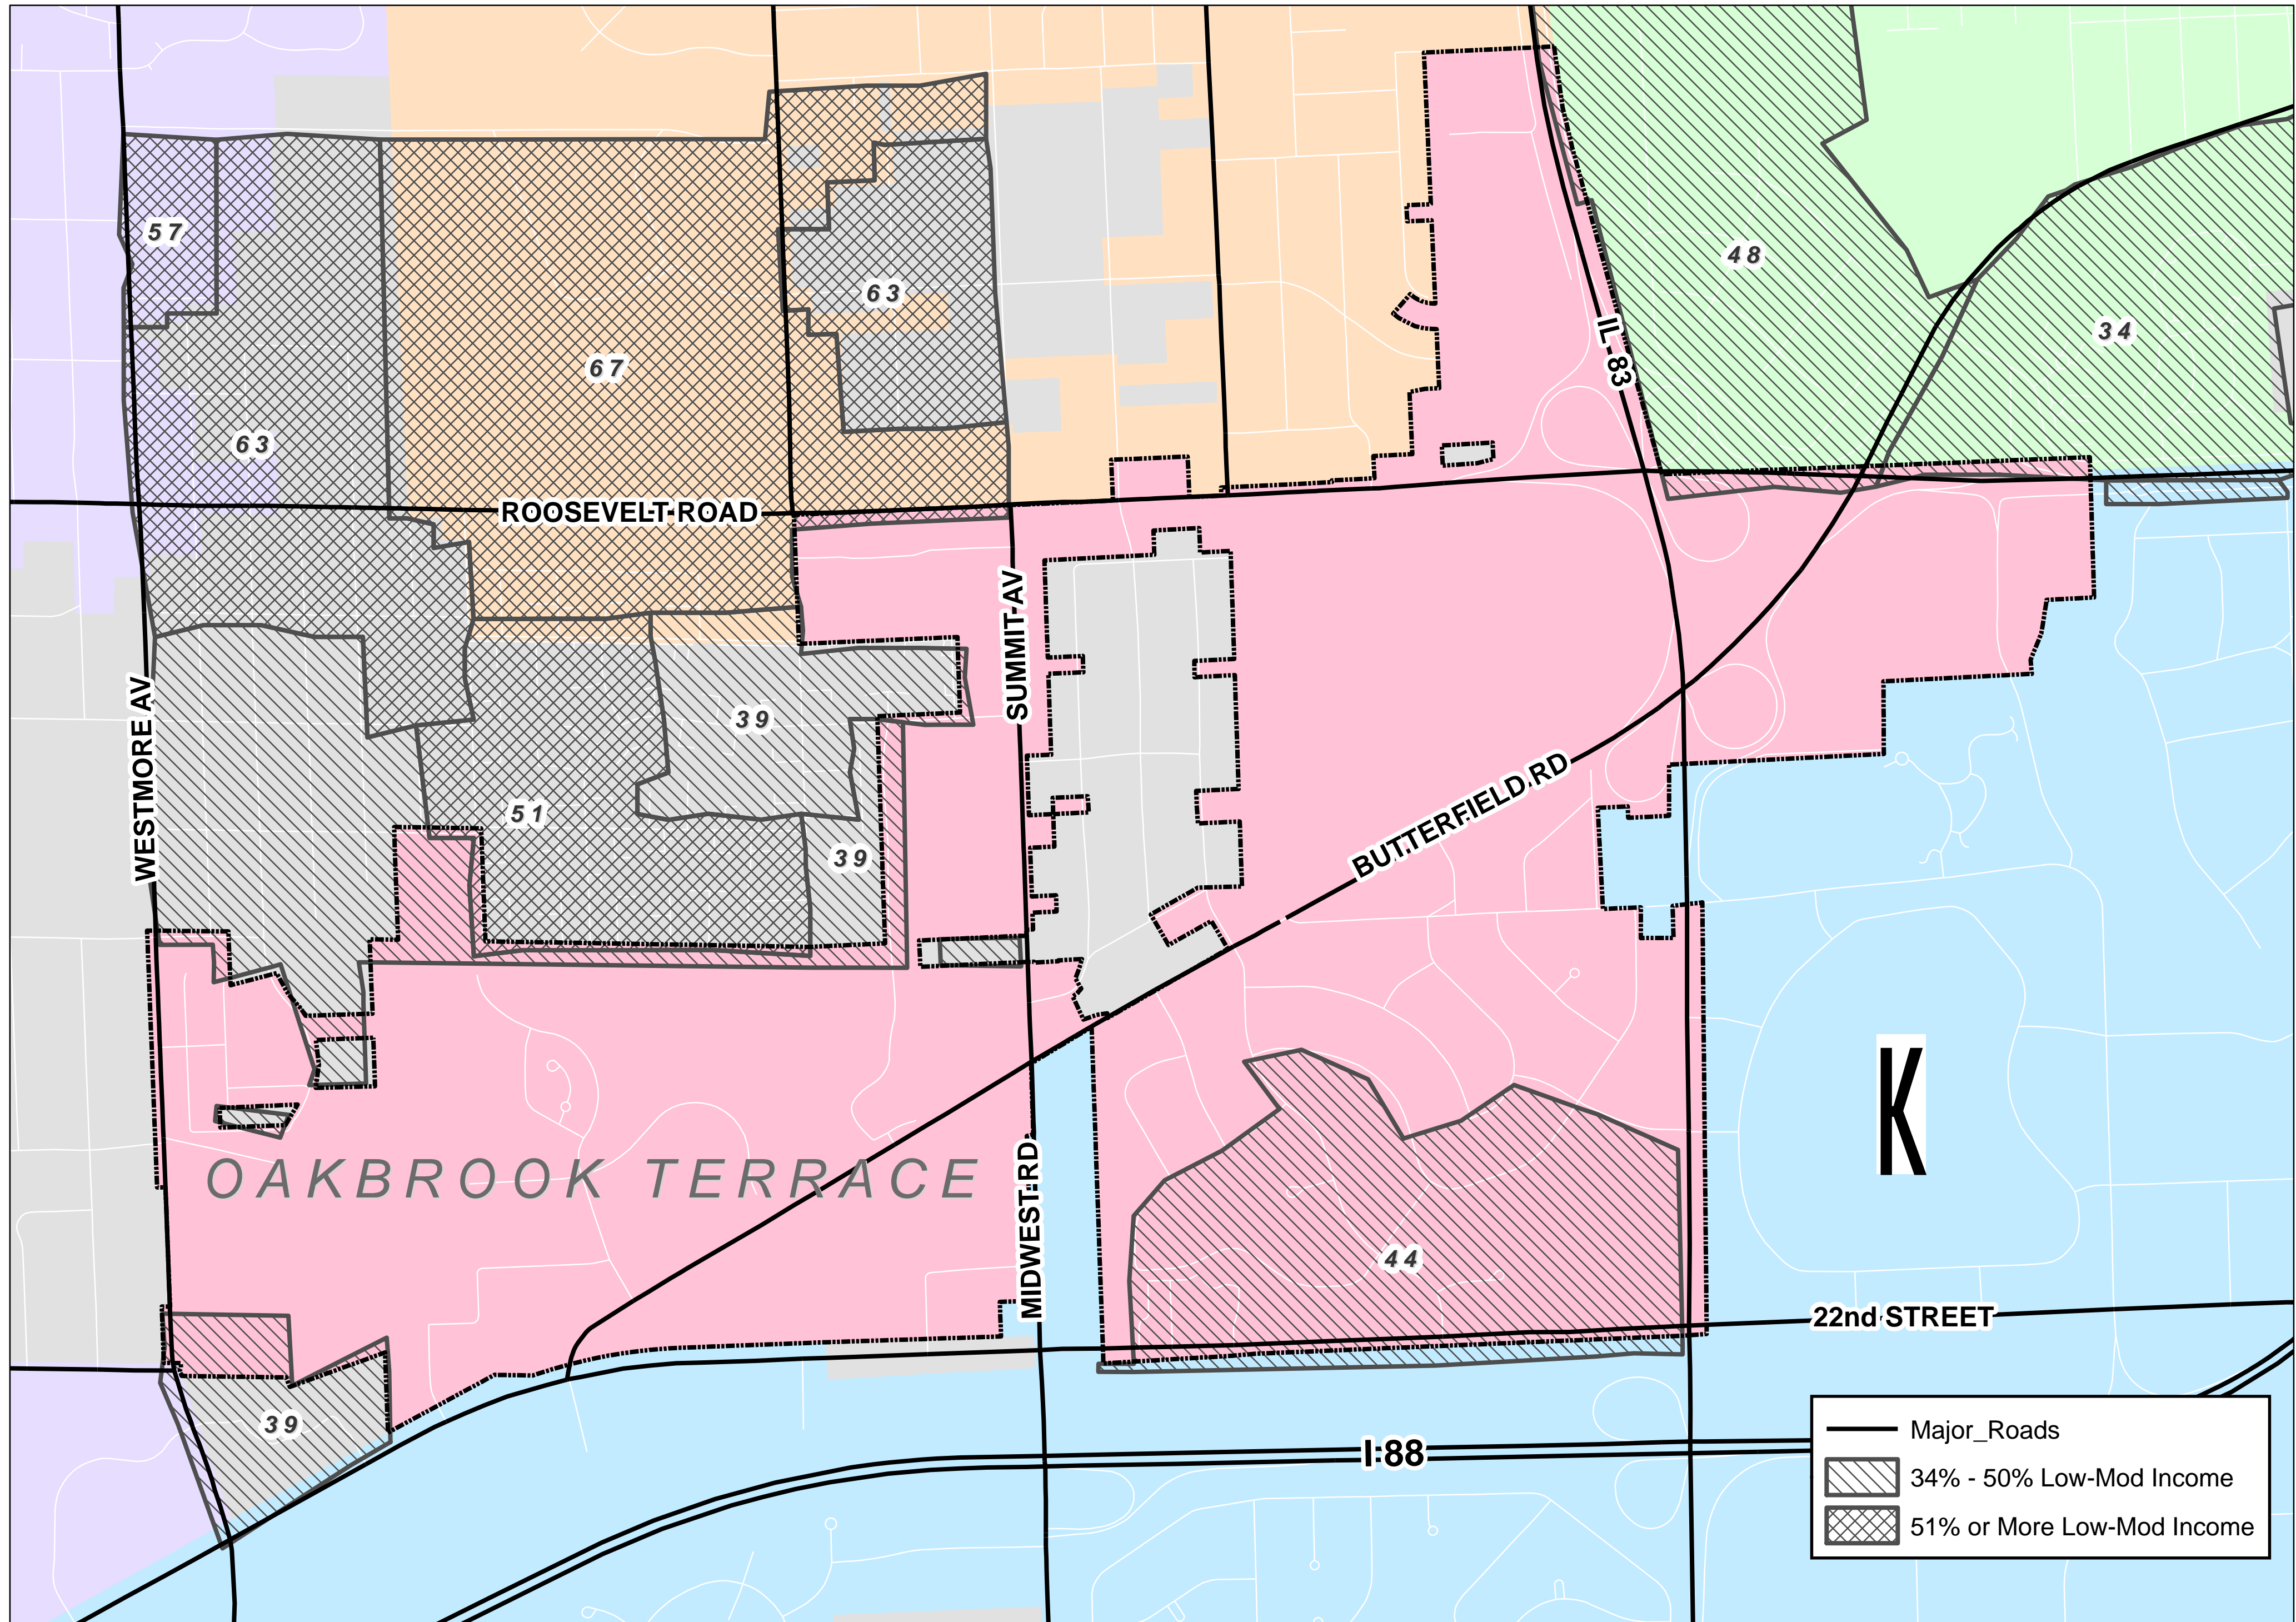 57
48
63
34
IL 83
67
63
ROOSEVELT ROAD
SUMMIT AV
39
WESTMORE AV
51
BUTTERFIELD RD
39
K
OAKBROOK TERRACE
MIDWEST RD
44
22nd STREET
39
I 88
Major_Roads
34% - 50% Low-Mod Income
51% or More Low-Mod Income